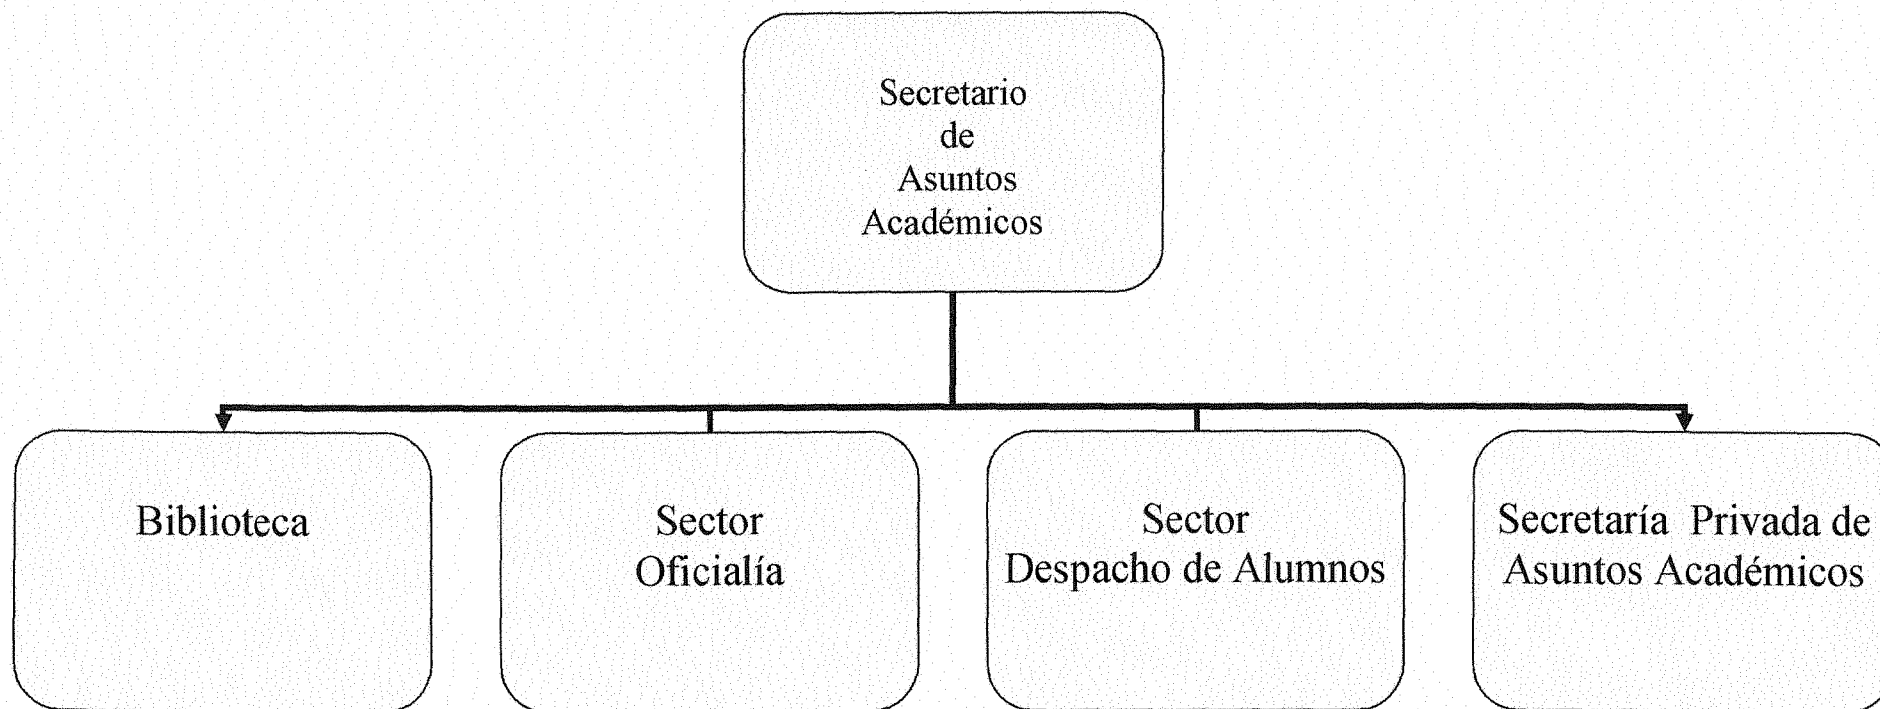 Secretario
de
Asuntos
Académicos
Biblioteca
Sector
Oficialía
Sector
Despacho de Alumnos
Secretaría Privada de
Asuntos Académicos